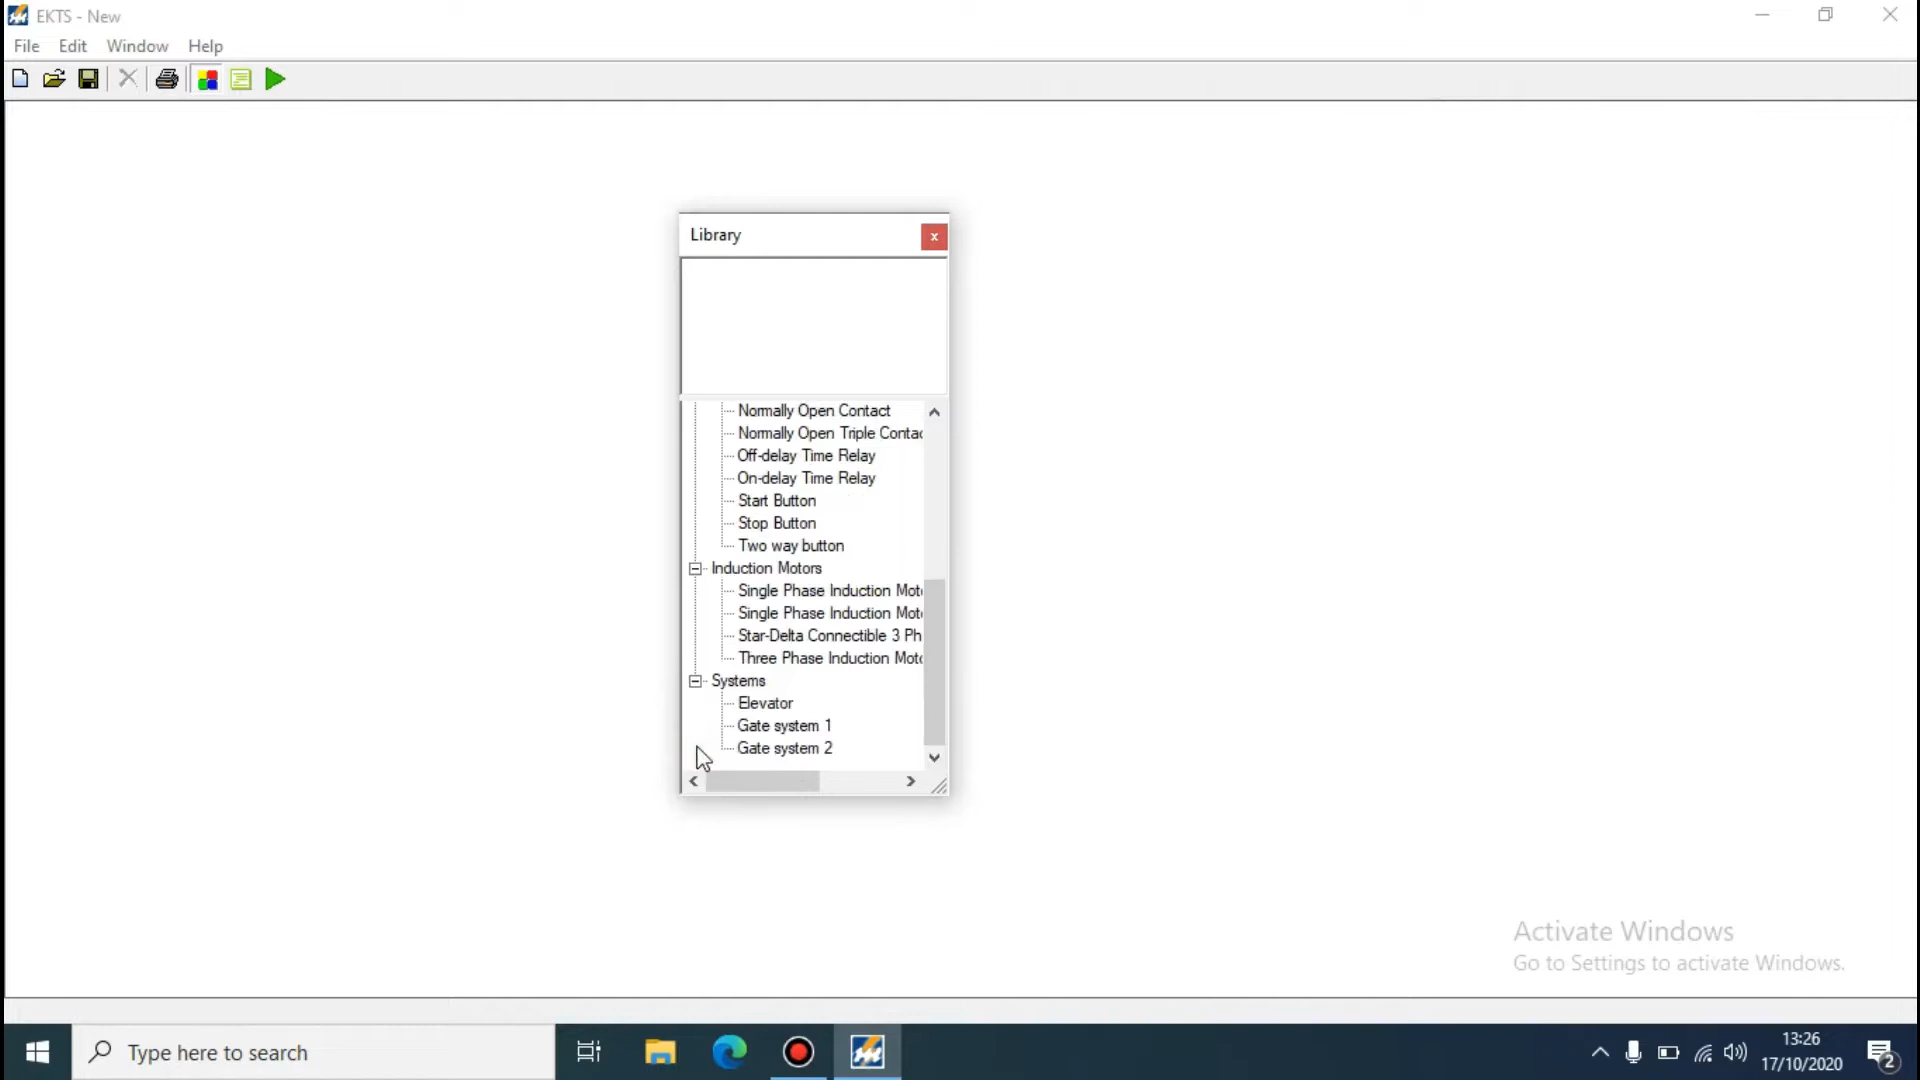 EKTS - New
File Edit Window Help
Library x
Normally Open Contact
Normally Open Triple Contac
Off-delay Time Relay
On-delay Time Relay
Start Button
Stop Button
Two way button
Induction Motors
Single Phase Induction Mot
Single Phase Induction Mot
Star-Delta Connectible 3 Ph
Three Phase Induction Mot
Systems
Elevator
Gate system 1
Gate system 2
Activate Windows
Go to Settings to activate Windows.
Type here to search
13:26
17/10/2020
2